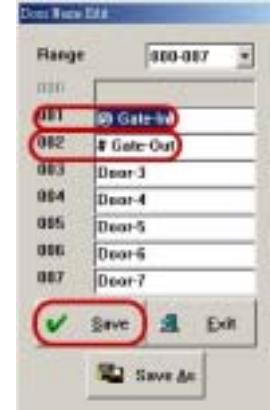 Door Name Edit
Range 000-007
000
001 @ Gate-In
002 # Gate-Out
003 Door-3
004 Door-4
005 Door-5
006 Door-6
007 Door-7
Save Exit
Save As